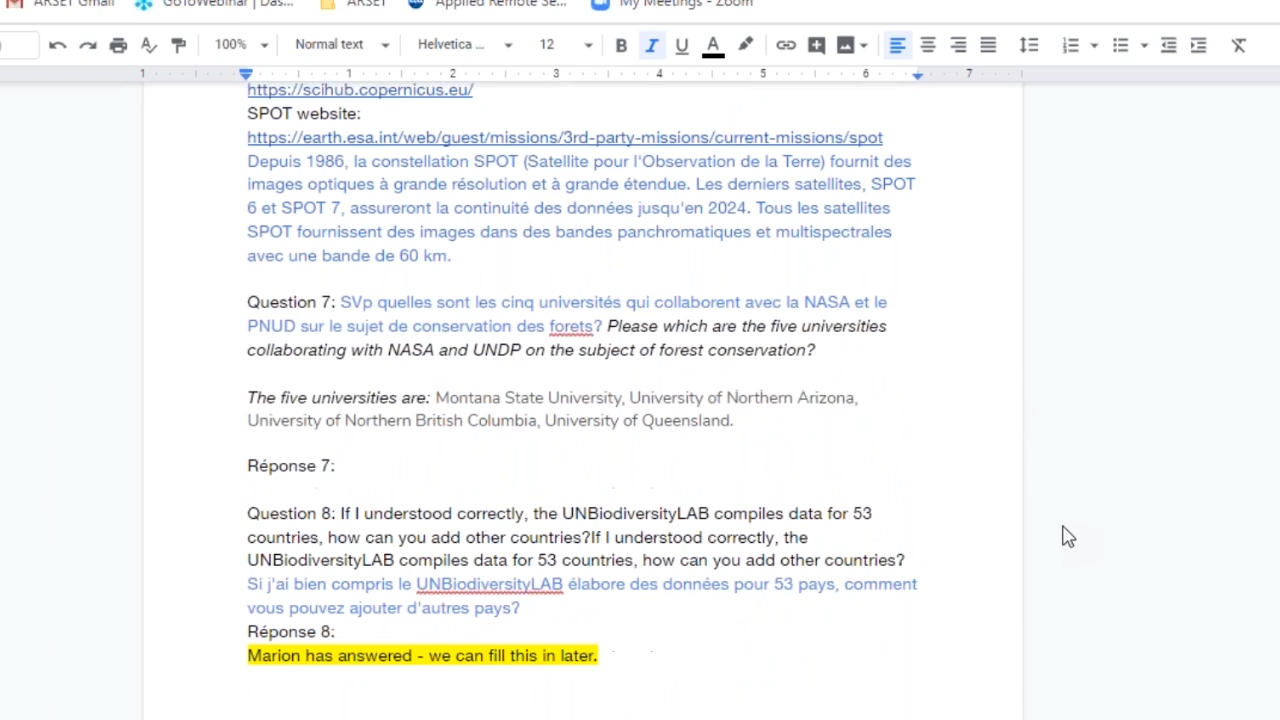 ARSET Gmail GoToWebinar | Das... ARSET Applied Remote Se... My Meetings - Zoom
100% Normal text Helvetica ... 12 B I U A
1 1 2 3 4 5 6 7
https://scihub.copernicus.eu/
SPOT website:
https://earth.esa.int/web/guest/missions/3rd-party-missions/current-missions/spot
Depuis 1986, la constellation SPOT (Satellite pour l'Observation de la Terre) fournit des
images optiques à grande résolution et à grande étendue. Les derniers satellites, SPOT
6 et SPOT 7, assureront la continuité des données jusqu'en 2024. Tous les satellites
SPOT fournissent des images dans des bandes panchromatiques et multispectrales
avec une bande de 60 km.
Question 7: SVp quelles sont les cinq universités qui collaborent avec la NASA et le
PNUD sur le sujet de conservation des forets? Please which are the five universities
collaborating with NASA and UNDP on the subject of forest conservation?
The five universities are: Montana State University, University of Northern Arizona,
University of Northern British Columbia, University of Queensland.
Réponse 7:
Question 8: If I understood correctly, the UNBiodiversityLAB compiles data for 53
countries, how can you add other countries?If I understood correctly, the
UNBiodiversityLAB compiles data for 53 countries, how can you add other countries?
Si j'ai bien compris le UNBiodiversityLAB élabore des données pour 53 pays, comment
vous pouvez ajouter d'autres pays?
Réponse 8:
Marion has answered - we can fill this in later.